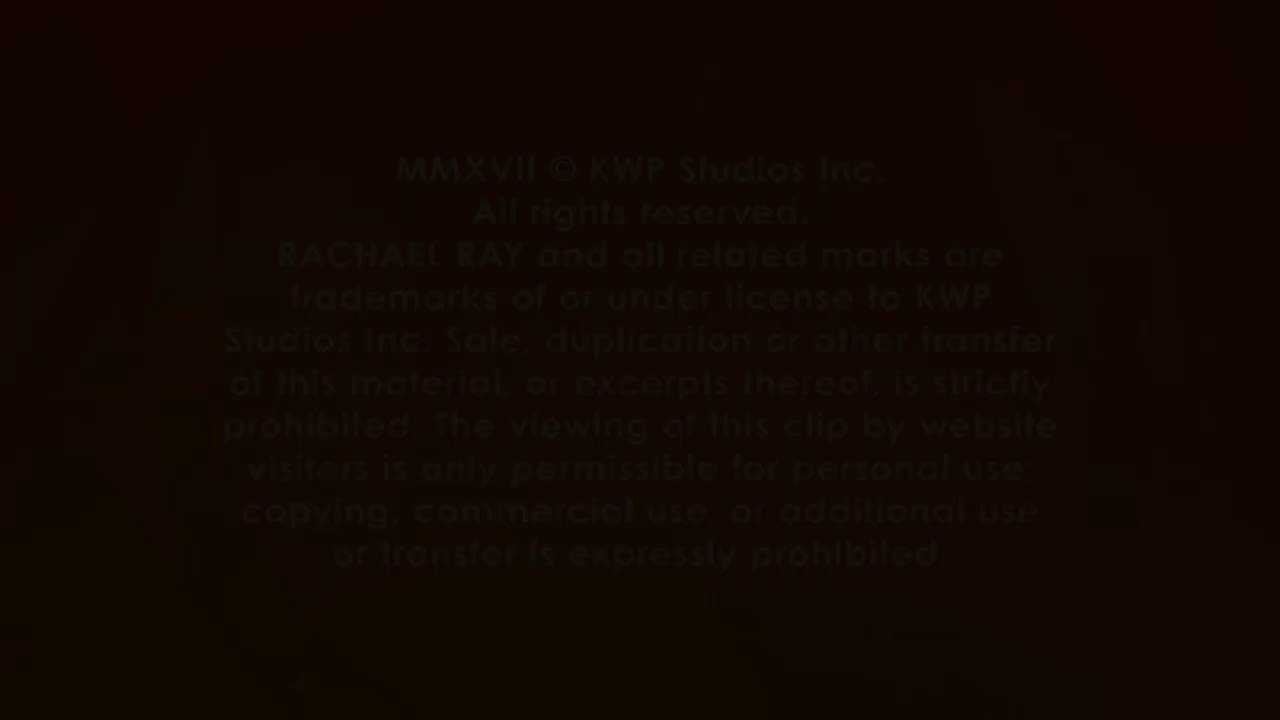 MMXVII © KWP Studios Inc.
All rights reserved.
RACHAEL RAY and all related marks are
trademarks of or under license to KWP
Studios Inc. Sale, duplication or other transfer
of this material, or excerpts thereof, is strictly
prohibited. The viewing of this clip by website
visitors is only permissible for personal use;
copying, commercial use, or additional use
or transfer is expressly prohibited.